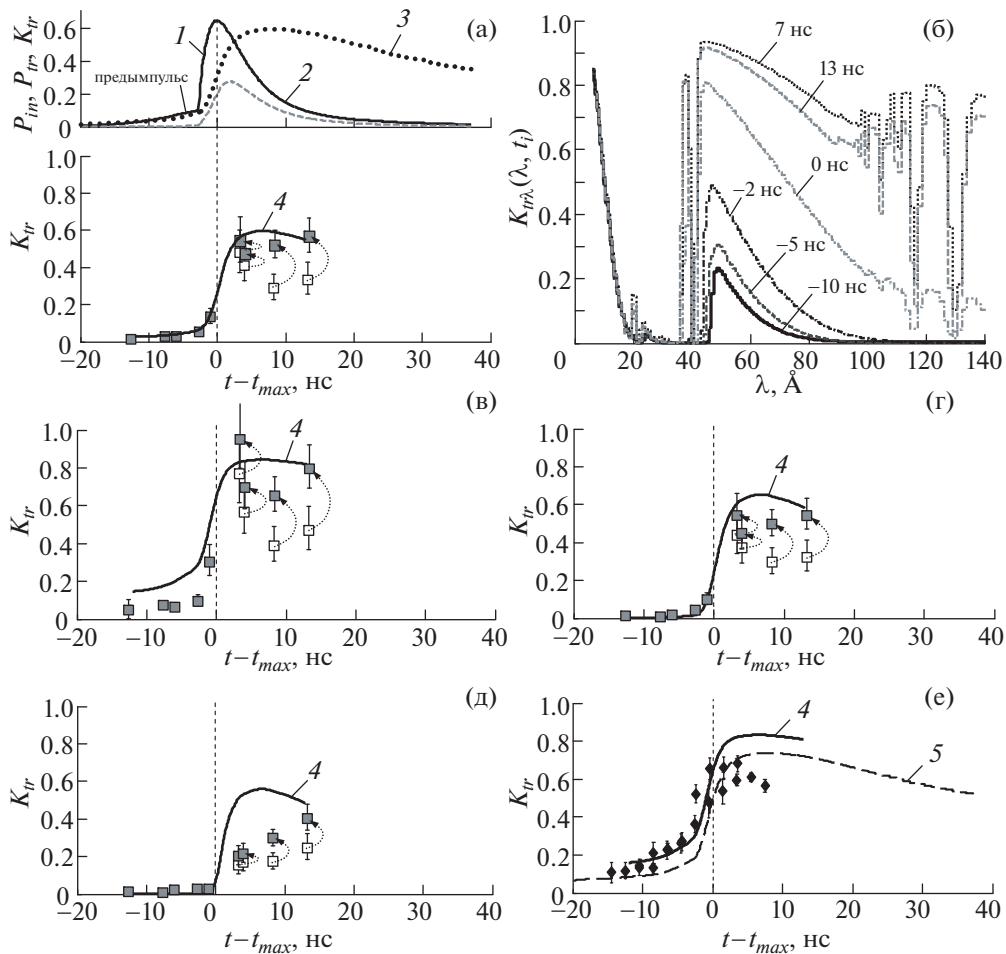 (а)
P_in, P_tr, K_tr
0.6
0.4
0.2
0
предымпульс
1
2
3
K_tr
1.0
0.8
0.6
0.4
0.2
0
4
−20 −10 0 10 20 30 40
t−t_max, нс
(б)
K_trλ(λ, t_i)
1.0
0.8
0.6
0.4
0.2
0
7 нс
13 нс
0 нс
−2 нс
−5 нс
−10 нс
20 40 60 80 100 120 140
λ, Å
(в)
K_tr
1.0
0.8
0.6
0.4
0.2
0
4
−20 −10 0 10 20 30 40
t−t_max, нс
(г)
K_tr
1.0
0.8
0.6
0.4
0.2
0
4
−20 −10 0 10 20 30 40
t−t_max, нс
(д)
K_tr
1.0
0.8
0.6
0.4
0.2
0
4
−20 −10 0 10 20 30 40
t−t_max, нс
(е)
K_tr
1.0
0.8
0.6
0.4
0.2
0
4
5
−20 −10 0 10 20 30 40
t−t_max, нс